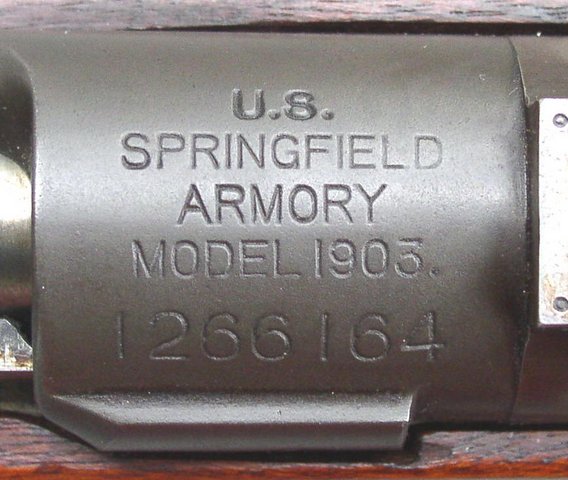 U.S.
SPRINGFIELD
ARMORY
MODEL 1903.
1266164